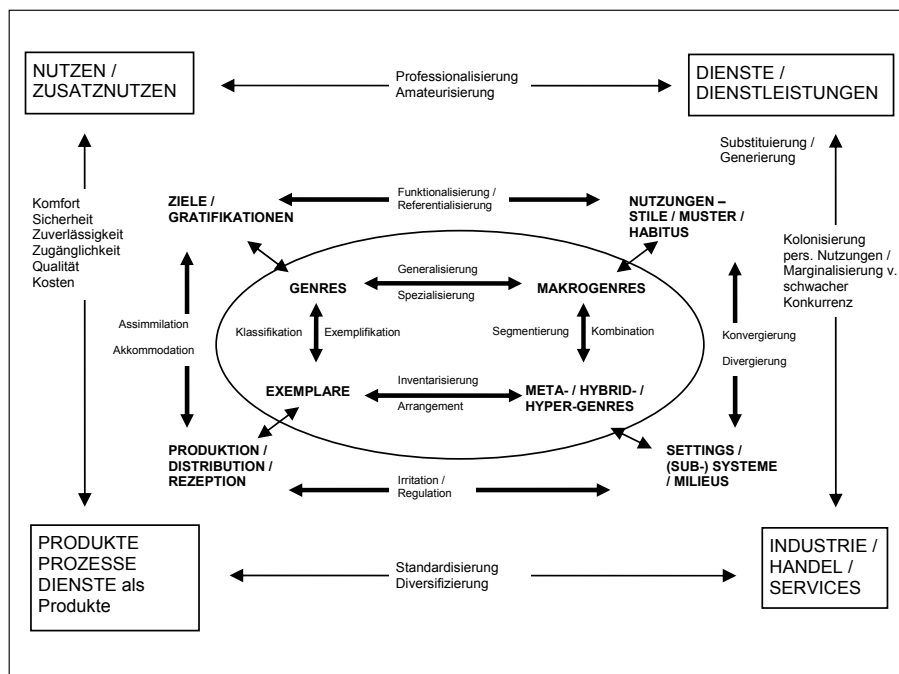 NUTZEN /
ZUSATZNUTZEN
Professionalisierung
Amateurisierung
DIENSTE /
DIENSTLEISTUNGEN
Substituierung /
Generierung
Komfort
Sicherheit
Zuverlässigkeit
Zugänglichkeit
Qualität
Kosten
ZIELE /
GRATIFIKATIONEN
Funktionalisierung /
Referentialisierung
NUTZUNGEN –
STILE / MUSTER /
HABITUS
Kolonisierung
pers. Nutzungen /
Marginalisierung v.
schwacher
Konkurrenz
GENRES
Generalisierung
Spezialisierung
MAKROGENRES
Assimmilation
Akkommodation
Klassifikation
Exemplifikation
Segmentierung
Kombination
Konvergierung
Divergierung
EXEMPLARE
Inventarisierung
Arrangement
META- / HYBRID- /
HYPER-GENRES
PRODUKTION /
DISTRIBUTION /
REZEPTION
Irritation /
Regulation
SETTINGS /
(SUB-) SYSTEME
/ MILIEUS
PRODUKTE
PROZESSE
DIENSTE als
Produkte
Standardisierung
Diversifizierung
INDUSTRIE /
HANDEL /
SERVICES